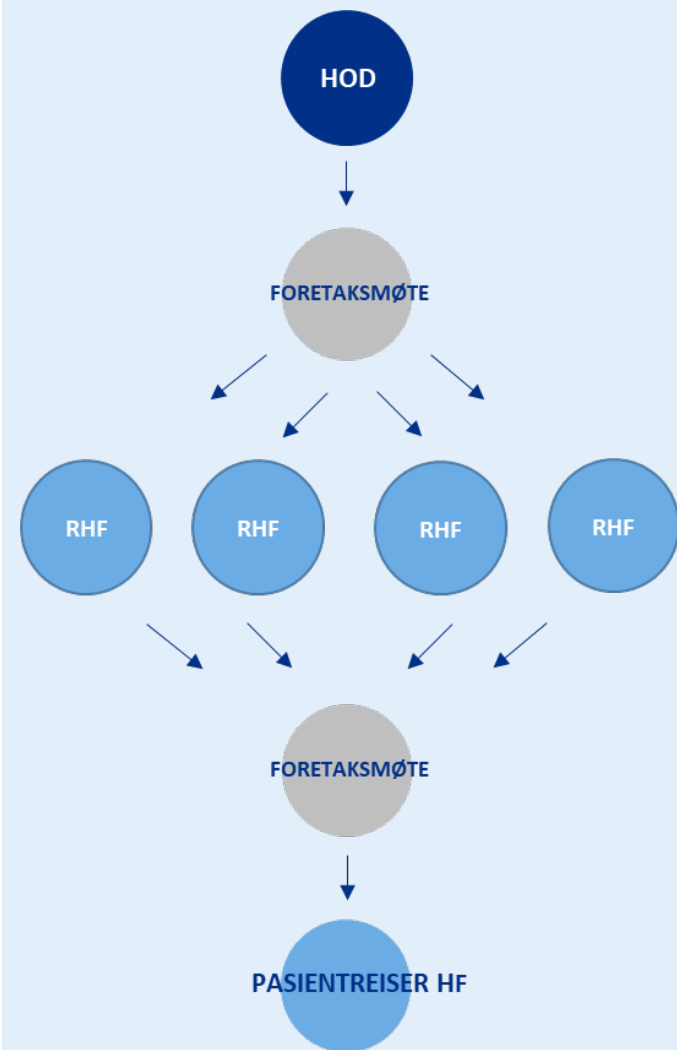 HOD
FORETAKSMØTE
RHF
RHF
RHF
RHF
FORETAKSMØTE
PASIENTREISER HF